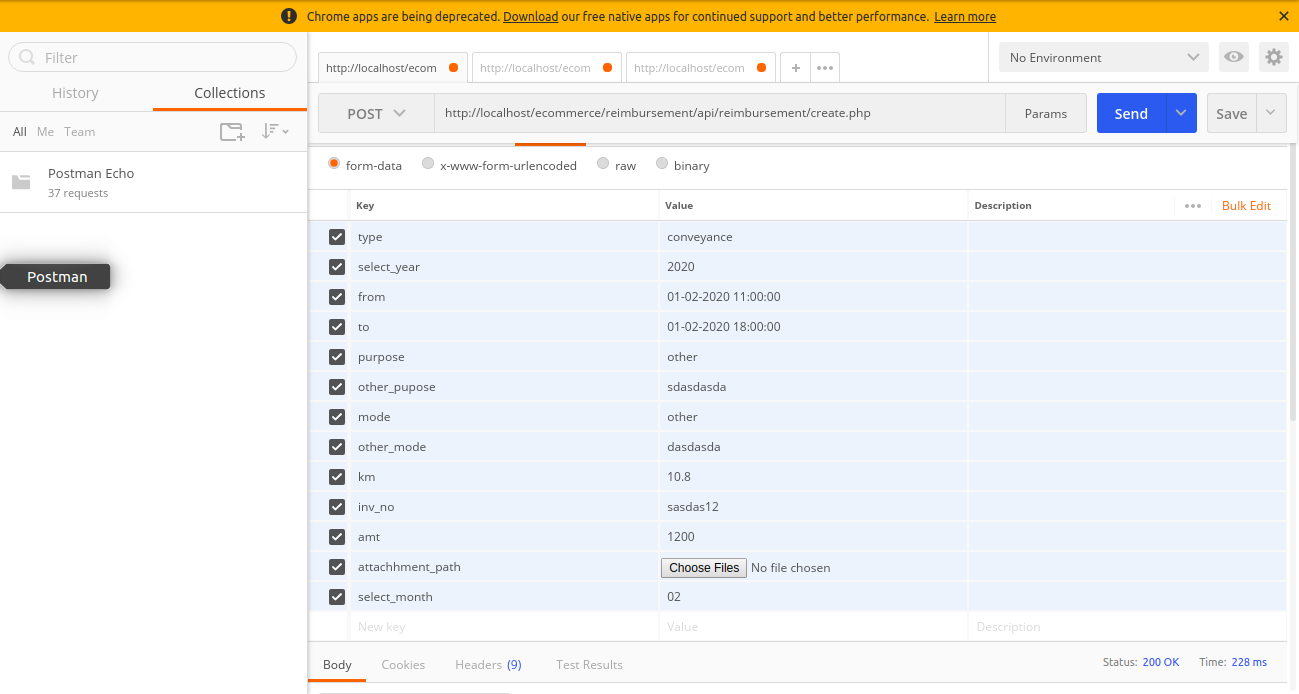 Chrome apps are being deprecated. Download our free native apps for continued support and better performance. Learn more
Filter
History Collections
All Me Team
Postman Echo
37 requests
Postman
http://localhost/ecom http://localhost/ecom http://localhost/ecom
No Environment
POST http://localhost/ecommerce/reimbursement/api/reimbursement/create.php Params Send Save
form-data x-www-form-urlencoded raw binary
Key Value Description Bulk Edit
type conveyance
select_year 2020
from 01-02-2020 11:00:00
to 01-02-2020 18:00:00
purpose other
other_pupose sdasdasda
mode other
other_mode dasdasda
km 10.8
inv_no sasdas12
amt 1200
attachhment_path Choose Files No file chosen
select_month 02
New key Value Description
Body Cookies Headers (9) Test Results Status: 200 OK Time: 228 ms